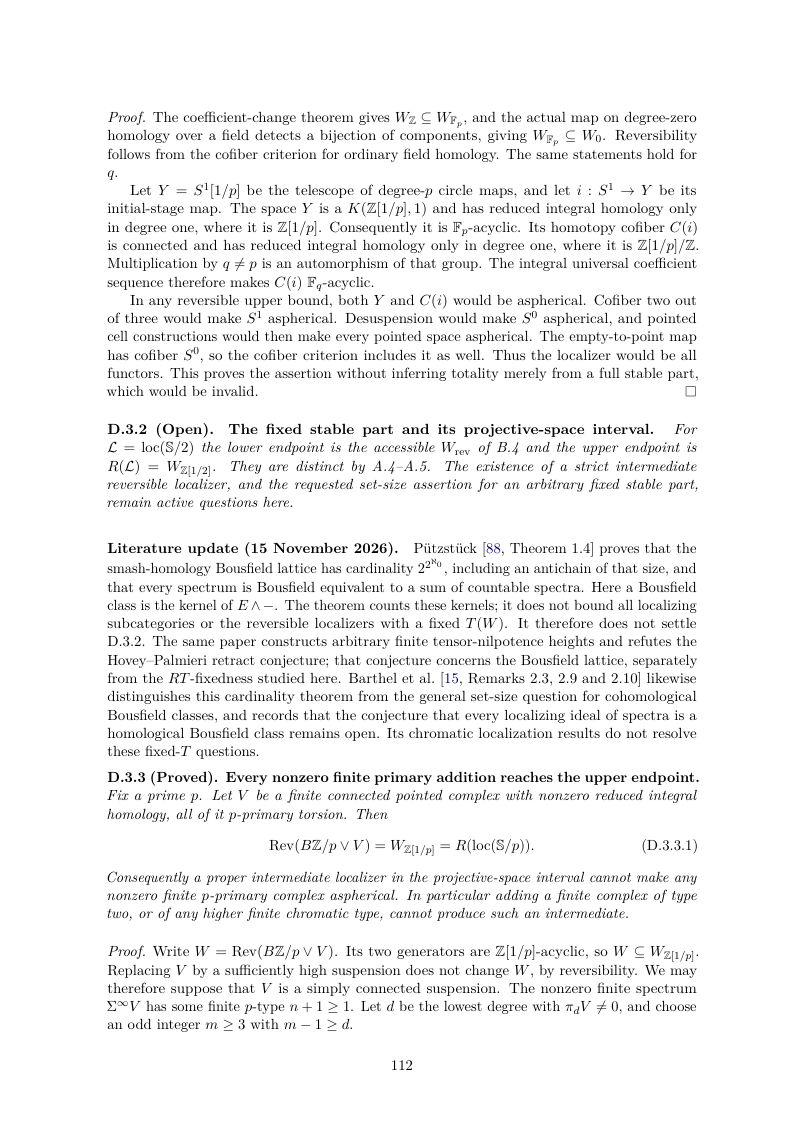 Proof. The coefficient-change theorem gives W_ℤ ⊆ W_{𝔽_p}, and the actual map on degree-zero
homology over a field detects a bijection of components, giving W_{𝔽_p} ⊆ W_0. Reversibility
follows from the cofiber criterion for ordinary field homology. The same statements hold for
q.
Let Y = S^1[1/p] be the telescope of degree-p circle maps, and let i : S^1 → Y be its
initial-stage map. The space Y is a K(ℤ[1/p], 1) and has reduced integral homology only
in degree one, where it is ℤ[1/p]. Consequently it is 𝔽_p-acyclic. Its homotopy cofiber C(i)
is connected and has reduced integral homology only in degree one, where it is ℤ[1/p]/ℤ.
Multiplication by q ≠ p is an automorphism of that group. The integral universal coefficient
sequence therefore makes C(i) 𝔽_q-acyclic.
In any reversible upper bound, both Y and C(i) would be aspherical. Cofiber two out
of three would make S^1 aspherical. Desuspension would make S^0 aspherical, and pointed
cell constructions would then make every pointed space aspherical. The empty-to-point map
has cofiber S^0, so the cofiber criterion includes it as well. Thus the localizer would be all
functors. This proves the assertion without inferring totality merely from a full stable part,
which would be invalid. □
D.3.2 (Open). The fixed stable part and its projective-space interval. For
ℒ = loc(𝕊/2) the lower endpoint is the accessible W_rev of B.4 and the upper endpoint is
R(ℒ) = W_{ℤ[1/2]}. They are distinct by A.4–A.5. The existence of a strict intermediate
reversible localizer, and the requested set-size assertion for an arbitrary fixed stable part,
remain active questions here.
Literature update (15 November 2026). Pützstück [88, Theorem 1.4] proves that the
smash-homology Bousfield lattice has cardinality 2^{2^{ℵ_0}}, including an antichain of that size, and
that every spectrum is Bousfield equivalent to a sum of countable spectra. Here a Bousfield
class is the kernel of E ∧ −. The theorem counts these kernels; it does not bound all localizing
subcategories or the reversible localizers with a fixed T(W). It therefore does not settle
D.3.2. The same paper constructs arbitrary finite tensor-nilpotence heights and refutes the
Hovey–Palmieri retract conjecture; that conjecture concerns the Bousfield lattice, separately
from the RT-fixedness studied here. Barthel et al. [15, Remarks 2.3, 2.9 and 2.10] likewise
distinguishes this cardinality theorem from the general set-size question for cohomological
Bousfield classes, and records that the conjecture that every localizing ideal of spectra is a
homological Bousfield class remains open. Its chromatic localization results do not resolve
these fixed-T questions.
D.3.3 (Proved). Every nonzero finite primary addition reaches the upper endpoint.
Fix a prime p. Let V be a finite connected pointed complex with nonzero reduced integral
homology, all of it p-primary torsion. Then
Rev(Bℤ/p ∨ V) = W_{ℤ[1/p]} = R(loc(𝕊/p)). (D.3.3.1)
Consequently a proper intermediate localizer in the projective-space interval cannot make any
nonzero finite p-primary complex aspherical. In particular adding a finite complex of type
two, or of any higher finite chromatic type, cannot produce such an intermediate.
Proof. Write W = Rev(Bℤ/p ∨ V). Its two generators are ℤ[1/p]-acyclic, so W ⊆ W_{ℤ[1/p]}.
Replacing V by a sufficiently high suspension does not change W, by reversibility. We may
therefore suppose that V is a simply connected suspension. The nonzero finite spectrum
Σ^∞V has some finite p-type n + 1 ≥ 1. Let d be the lowest degree with π_dV ≠ 0, and choose
an odd integer m ≥ 3 with m − 1 ≥ d.
112